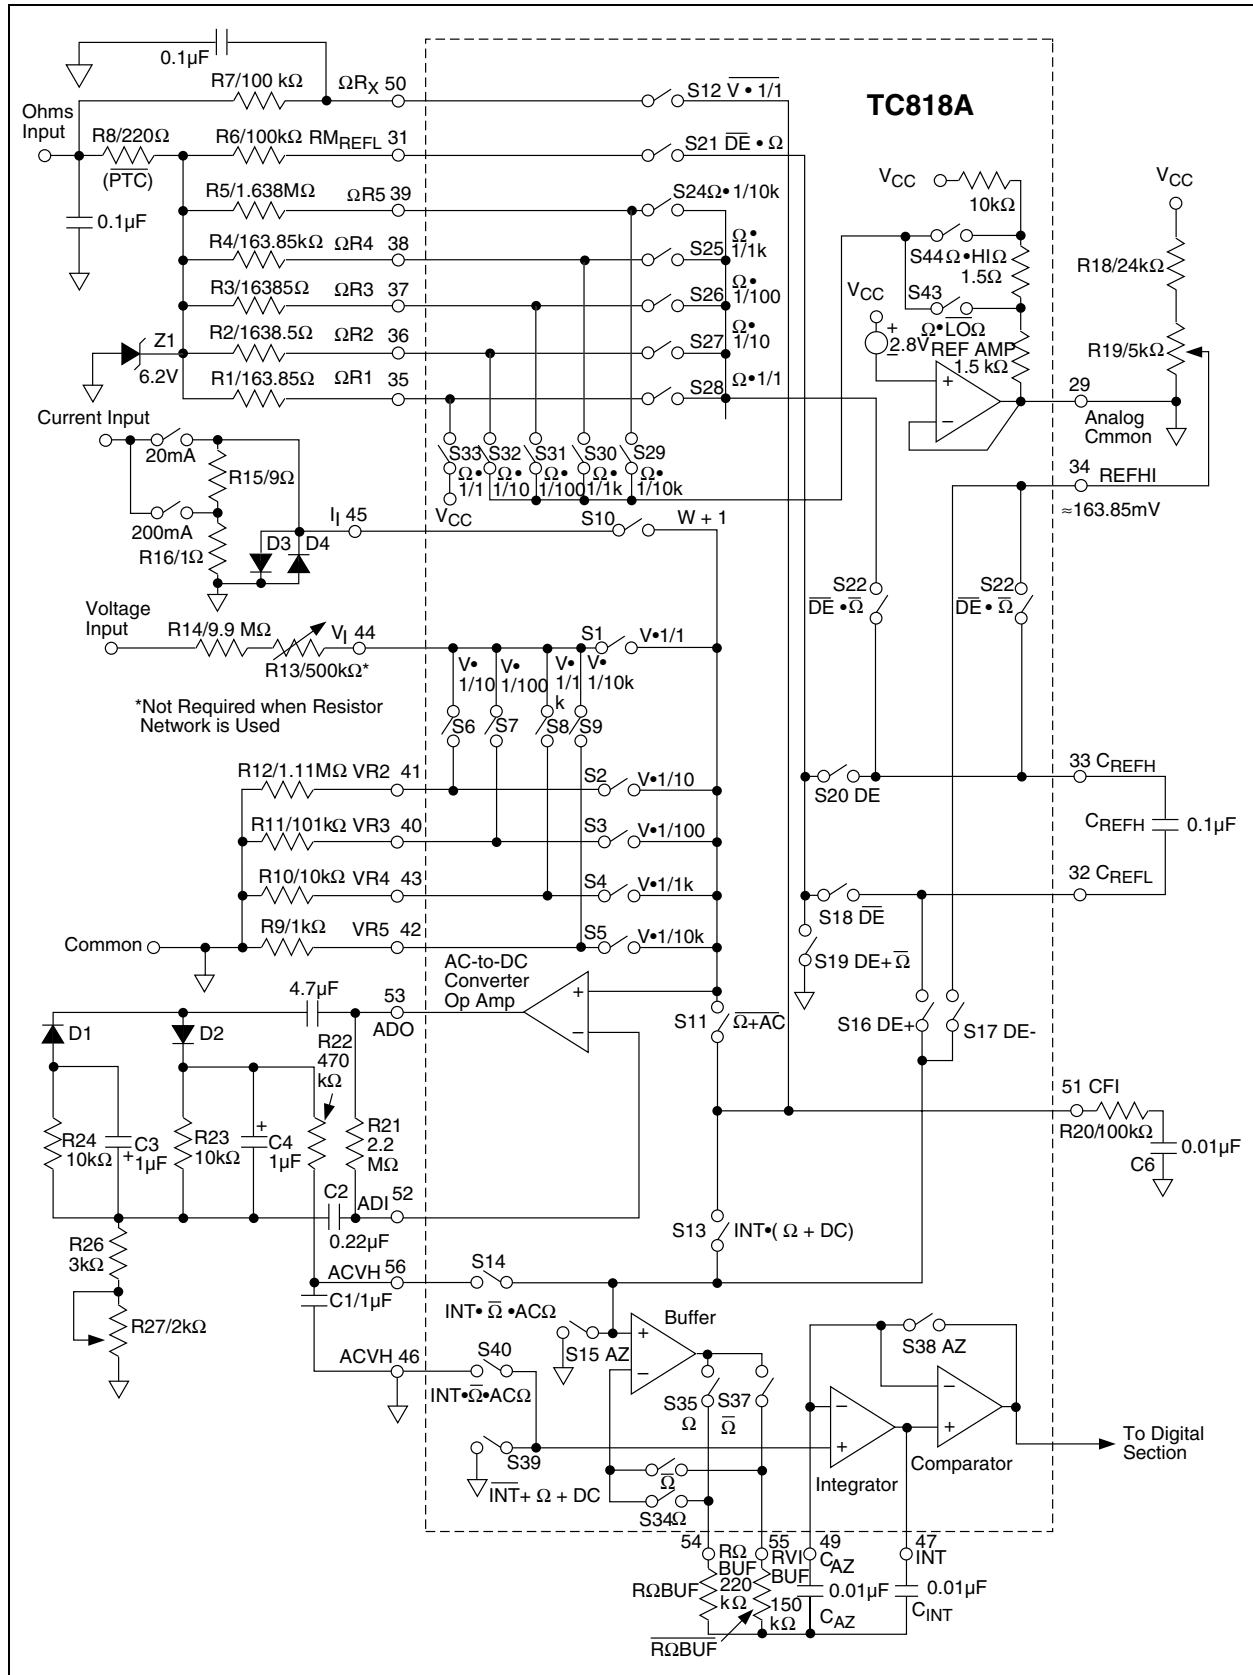 0.1µF
R7/100 kΩ
ΩRX 50
S12 V • 1/1
TC818A
Ohms
Input
R8/220Ω
(PTC)
R6/100kΩ
RMREFL 31
S21 DE • Ω
0.1µF
R5/1.638MΩ
ΩR5 39
S24Ω•1/10k
R4/163.85kΩ
ΩR4 38
S25 Ω•
1/1k
R3/16385Ω
ΩR3 37
S26 Ω•
1/100
R2/1638.5Ω
ΩR2 36
S27 Ω•
1/10
Z1
6.2V
R1/163.85Ω
ΩR1 35
S28 Ω•1/1
VCC
10kΩ
S44Ω•HIΩ
1.5Ω
S43
VCC
Ω•LOΩ
+
2.8V
−
REF AMP
1.5 kΩ
+
−
VCC
R18/24kΩ
R19/5kΩ
29
Analog
Cmmon
34
REFHI
≈163.85mV
S33 S32 S31 S30 S29
Ω• Ω• Ω• Ω• Ω•
1/1 1/10 1/100 1/1k 1/10k
VCC
Current Input
20mA
R15/9Ω
200mA
R16/1Ω
D3 D4
II 45
S10
W + 1
S22
DE • Ω
S22
DE • Ω
Voltage
Input
R14/9.9 MΩ
VI 44
R13/500kΩ*
S1
V•1/1
V•
1/10
V•
1/100
V•
1/1
k
V•
1/10k
*Not Required when Resistor
Network is Used
S6 S7 S8 S9
R12/1.11MΩ VR2 41
S2
V•1/10
S20 DE
33 CREFH
CREFH 0.1µF
R11/101kΩ VR3 40
S3
V•1/100
R10/10kΩ VR4 43
S4
V•1/1k
S18 DE
32 CREFL
Common
R9/1kΩ VR5 42
S5
V•1/10k
S19 DE+Ω
AC-to-DC
Converter
Op Amp
+
−
4.7µF
53
ADO
S11
Ω+AC
S16 DE+
S17 DE-
D1
D2
R22
470
kΩ
51 CFI
R20/100kΩ
0.01µF
C6
R24
10kΩ
C3
+
1µF
R23
10kΩ
+
C4
1µF
R21
2.2
MΩ
C2
0.22µF
ADI 52
S13
INT•( Ω + DC)
R26
3kΩ
R27/2kΩ
ACVH 56
S14
INT• Ω •ACΩ
C1/1µF
S15 AZ
Buffer
+
−
S38 AZ
ACVH 46
S40
INT•Ω•ACΩ
S35
Ω
S37
Ω
−
+
−
+
To Digital
Section
S39
INT+ Ω + DC
Integrator
Comparator
Ω
S34Ω
54
RΩ
BUF
55
RVI
BUF
49
CAZ
47
INT
RΩBUF
220
kΩ
150
kΩ
0.01µF
CAZ
0.01µF
CINT
RΩBUF